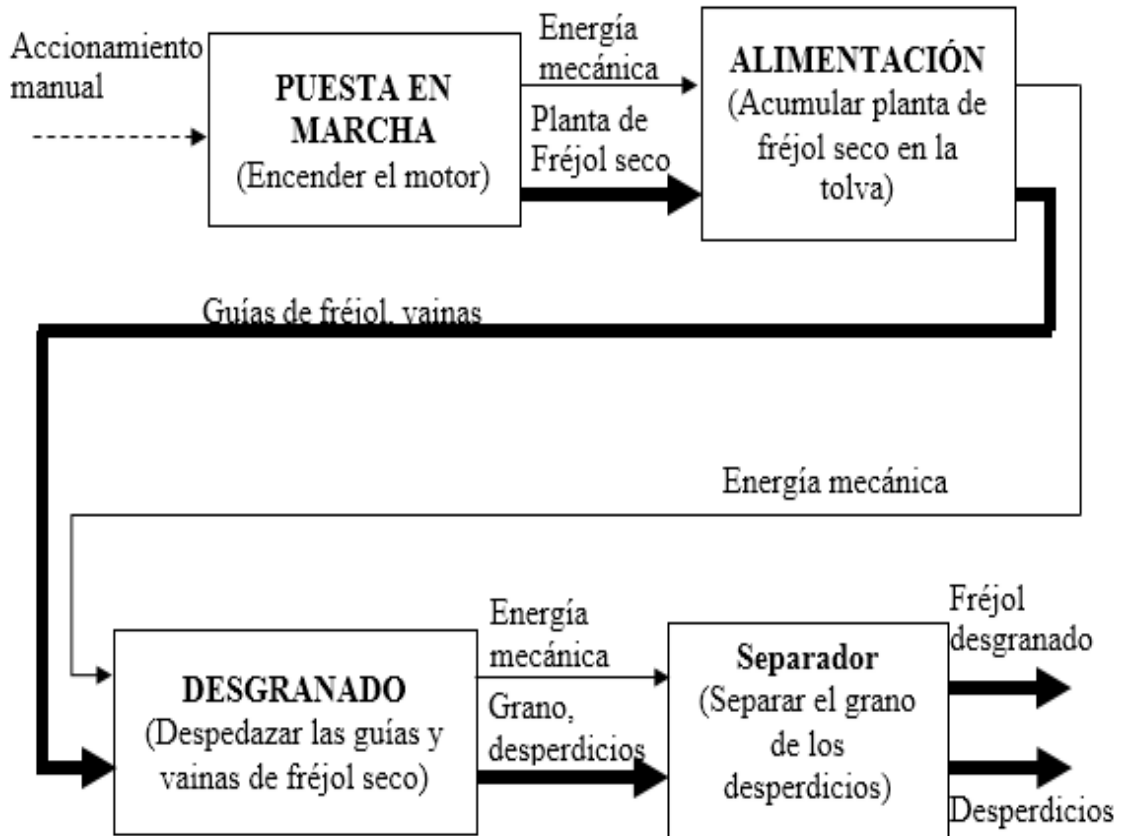 Accionamiento
manual
PUESTA EN
MARCHA
(Encender el motor)
Energía
mecánica
Planta de
Fréjol seco
ALIMENTACIÓN
(Acumular planta de
fréjol seco en la
tolva)
Guías de fréjol, vainas
Energía mecánica
DESGRANADO
(Despedazar las guías y
vainas de fréjol seco)
Energía
mecánica
Grano,
desperdicios
Separador
(Separar el grano
de los
desperdicios)
Fréjol
desgranado
Desperdicios